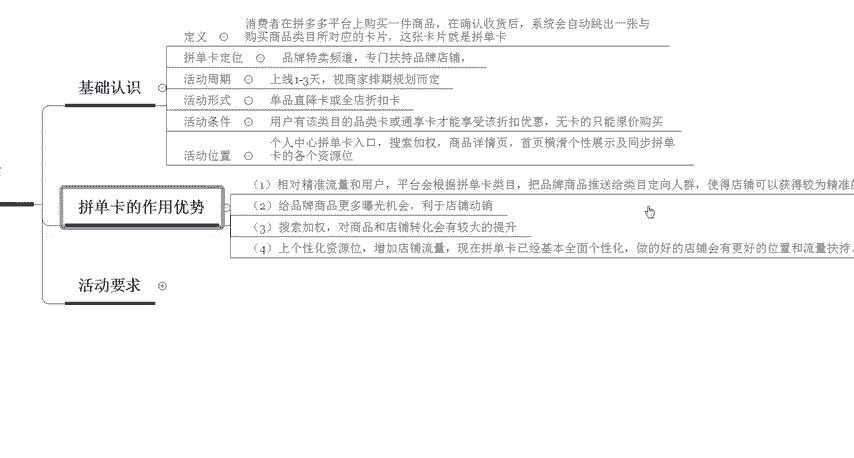 定义
消费者在拼多多平台上购买一件商品，在确认收货后，系统会自动跳出一张与
购买商品类目所对应的卡片，这张卡片就是拼单卡
拼单卡定位
品牌特卖频道，专门扶持品牌店铺，
基础认识
活动周期
上线1-3天，视商家排期规划而定
活动形式
单品直降卡或全店折扣卡
活动条件
用户有该类目的品类卡或通享卡才能享受该折扣优惠，无卡的只能原价购买
活动位置
个人中心拼单卡入口，搜索加权，商品详情页，首页横滑个性展示及同步拼单
卡的各个资源位
拼单卡的作用优势
（1）相对精准流量和用户，平台会根据拼单卡类目，把品牌商品推送给类目定向人群，使得店铺可以获得较为精准的
（2）给品牌商品更多曝光机会，利于店铺动销
（3）搜索加权，对商品和店铺转化会有较大的提升
（4）上个性化资源位，增加店铺流量，现在拼单卡已经基本全面个性化，做的好的店铺会有更好的位置和流量扶持。
活动要求